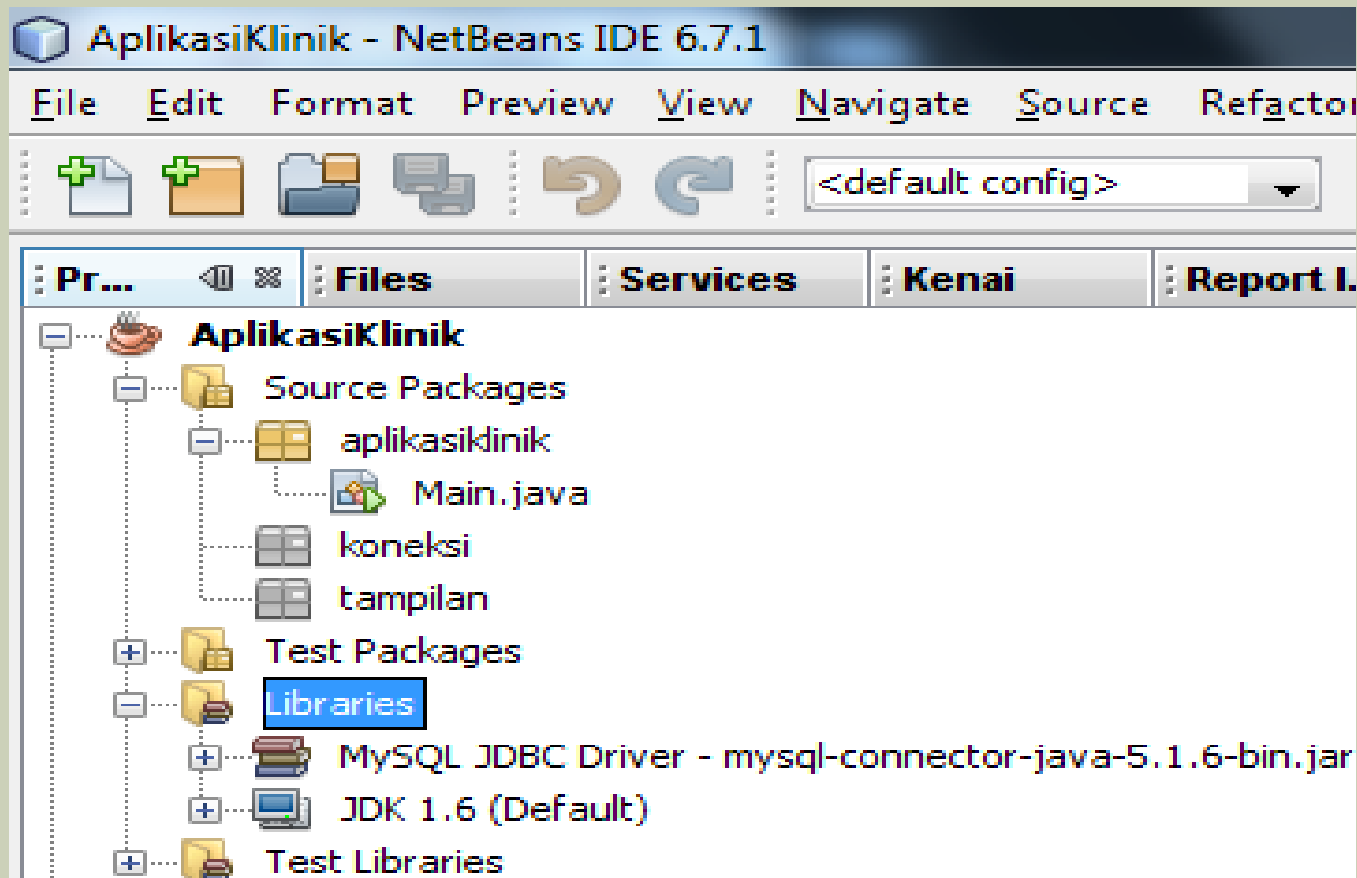 AplikasiKlinik - NetBeans IDE 6.7.1
File Edit Format Preview View Navigate Source Refactor
<default config>
Pr... Files Services Kenai Report I.
AplikasiKlinik
Source Packages
aplikasiklinik
Main.java
koneksi
tampilan
Test Packages
Libraries
MySQL JDBC Driver - mysql-connector-java-5.1.6-bin.jar
JDK 1.6 (Default)
Test Libraries